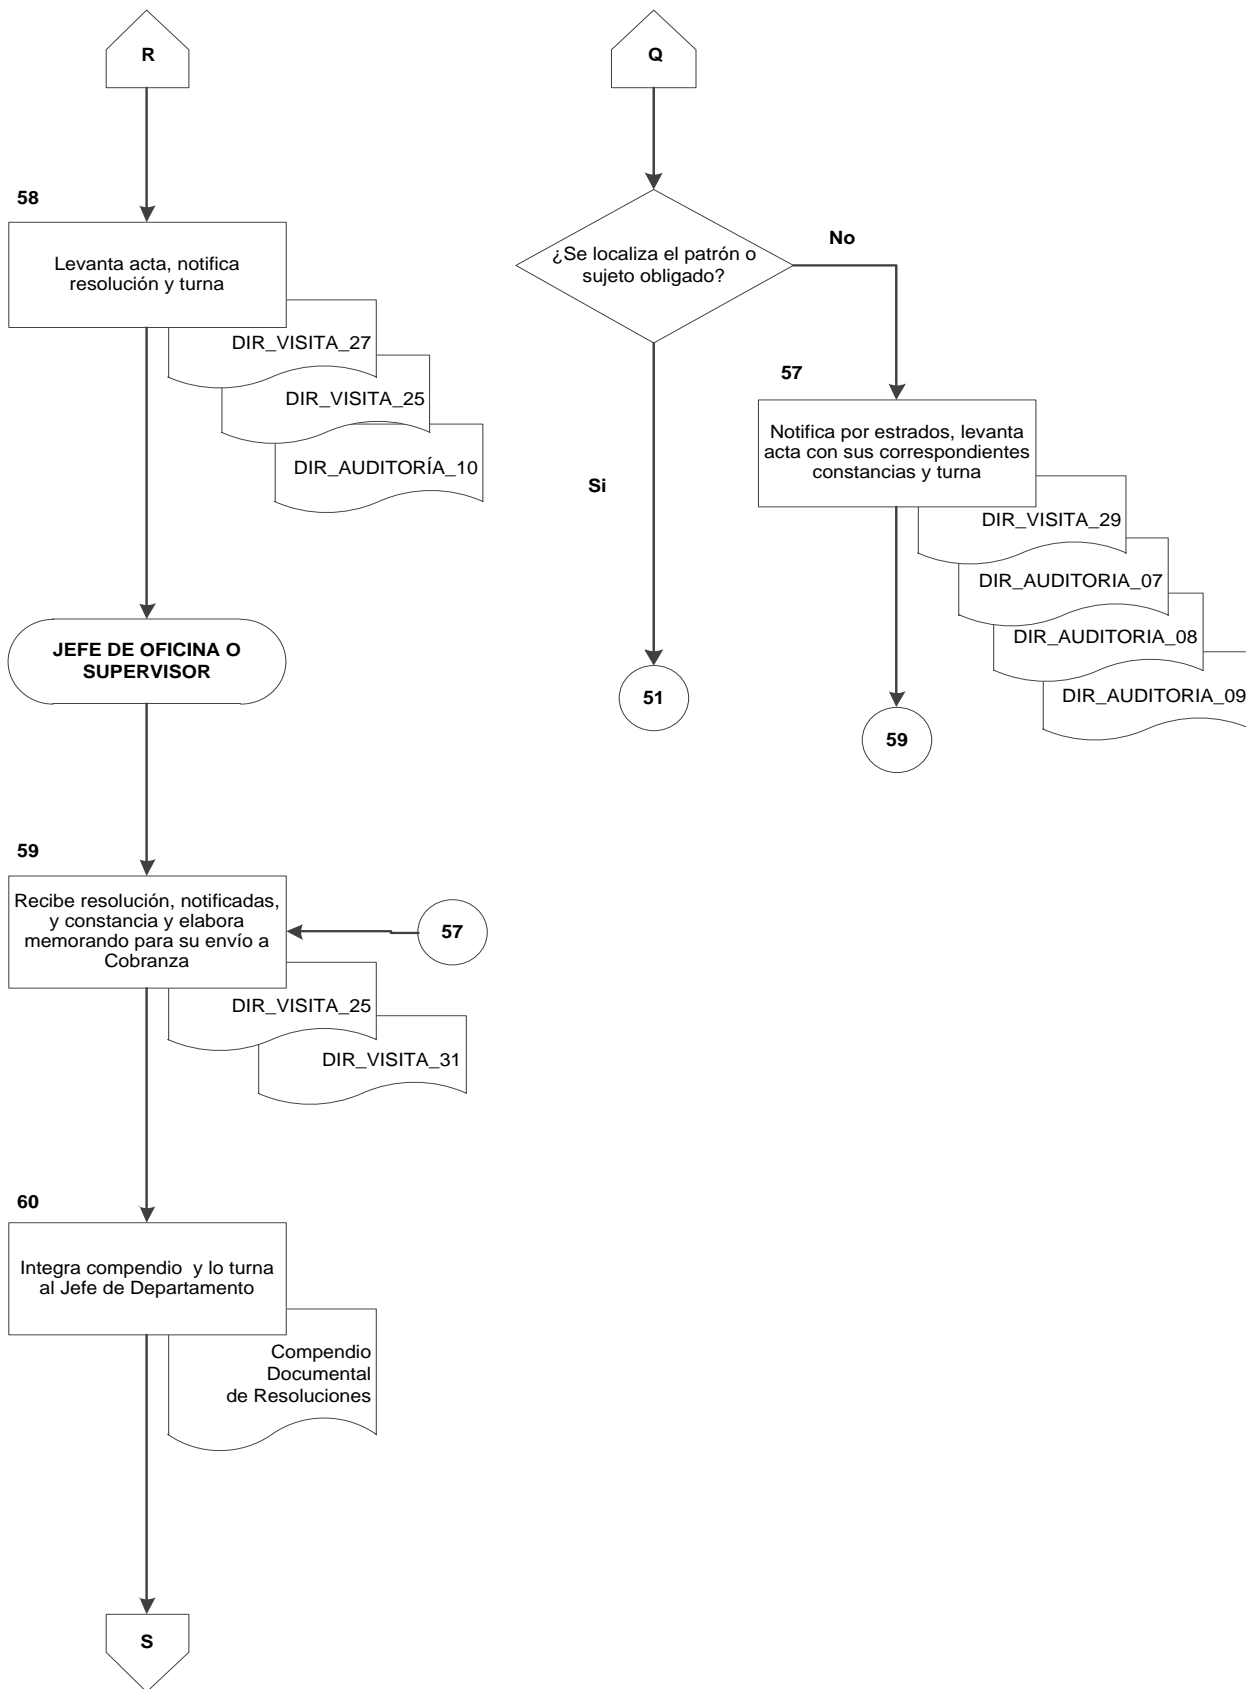 R
58
Levanta acta, notifica
resolución y turna
DIR_VISITA_27
DIR_VISITA_25
DIR_AUDITORÍA_10
JEFE DE OFICINA O
SUPERVISOR
59
Recibe resolución, notificadas,
y constancia y elabora
memorando para su envío a
Cobranza
57
DIR_VISITA_25
DIR_VISITA_31
60
Integra compendio y lo turna
al Jefe de Departamento
Compendio
Documental
de Resoluciones
S
Q
¿Se localiza el patrón o
sujeto obligado?
No
Si
51
57
Notifica por estrados, levanta
acta con sus correspondientes
constancias y turna
DIR_VISITA_29
DIR_AUDITORIA_07
DIR_AUDITORIA_08
DIR_AUDITORIA_09
59